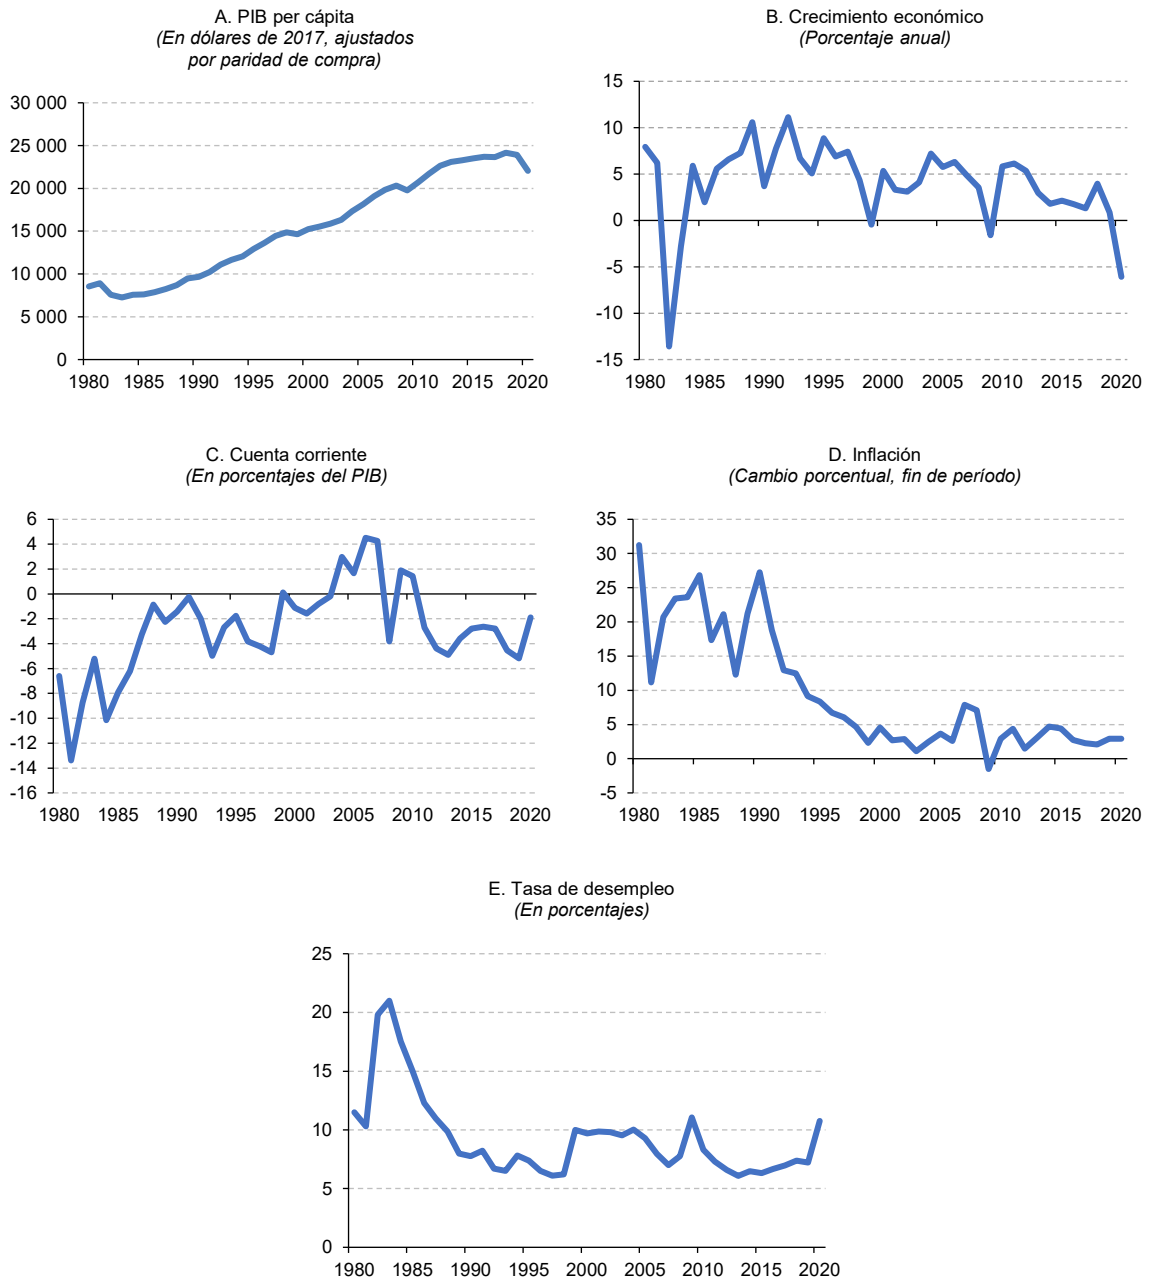 A. PIB per cápita
(En dólares de 2017, ajustados
por paridad de compra)
30 000
25 000
20 000
15 000
10 000
5 000
0
1980 1985 1990 1995 2000 2005 2010 2015 2020
B. Crecimiento económico
(Porcentaje anual)
15
10
5
0
-5
-10
-15
1980 1985 1990 1995 2000 2005 2010 2015 2020
C. Cuenta corriente
(En porcentajes del PIB)
6
4
2
0
-2
-4
-6
-8
-10
-12
-14
-16
1980 1985 1990 1995 2000 2005 2010 2015 2020
D. Inflación
(Cambio porcentual, fin de período)
35
30
25
20
15
10
5
0
-5
1980 1985 1990 1995 2000 2005 2010 2015 2020
E. Tasa de desempleo
(En porcentajes)
25
20
15
10
5
0
1980 1985 1990 1995 2000 2005 2010 2015 2020